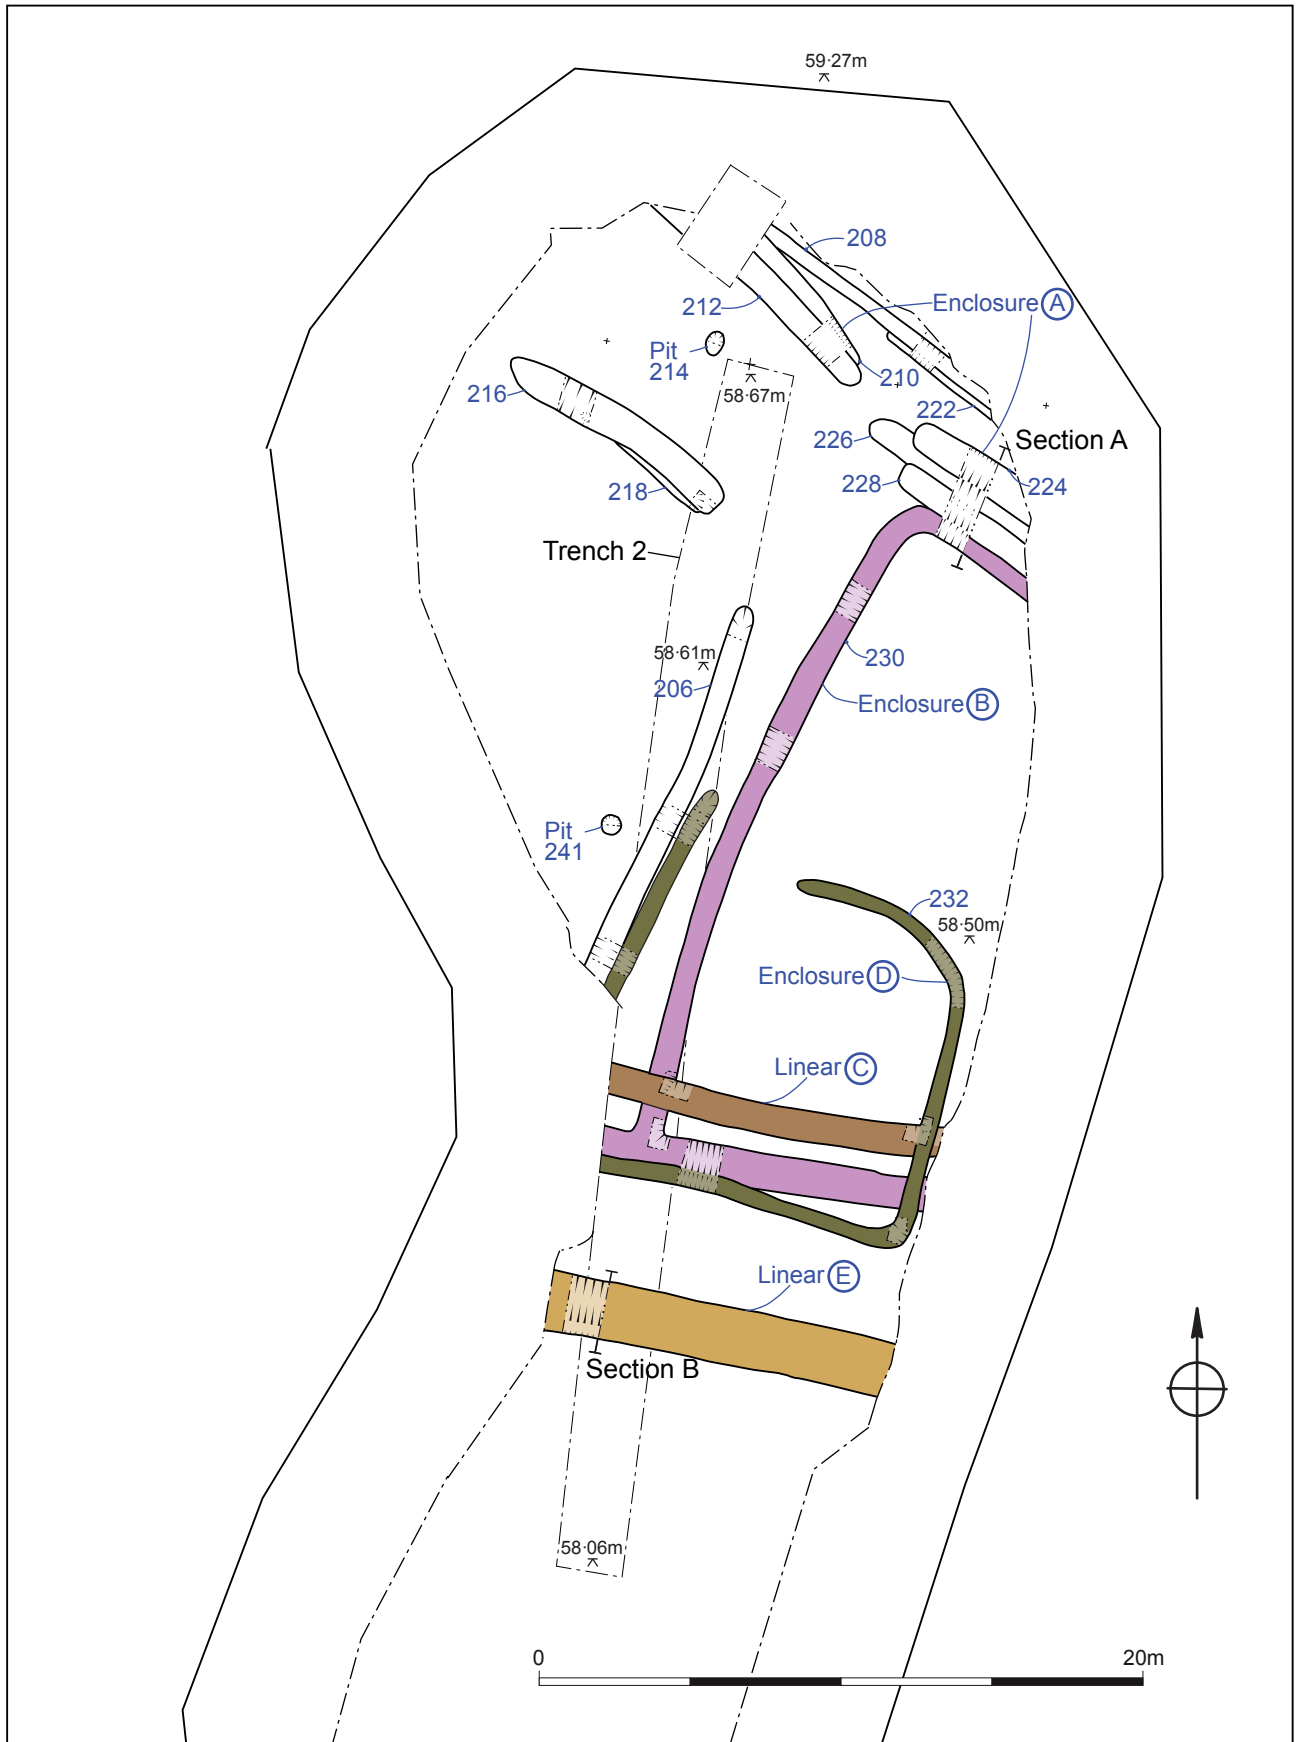 59·27m
208
Enclosure A
212
Pit
214
210
58·67m
216
222
226
Section A
228
224
218
Trench 2
58·61m
230
206
Enclosure B
Pit
241
232
58·50m
Enclosure D
Linear C
Linear E
Section B
58·06m
0
20m